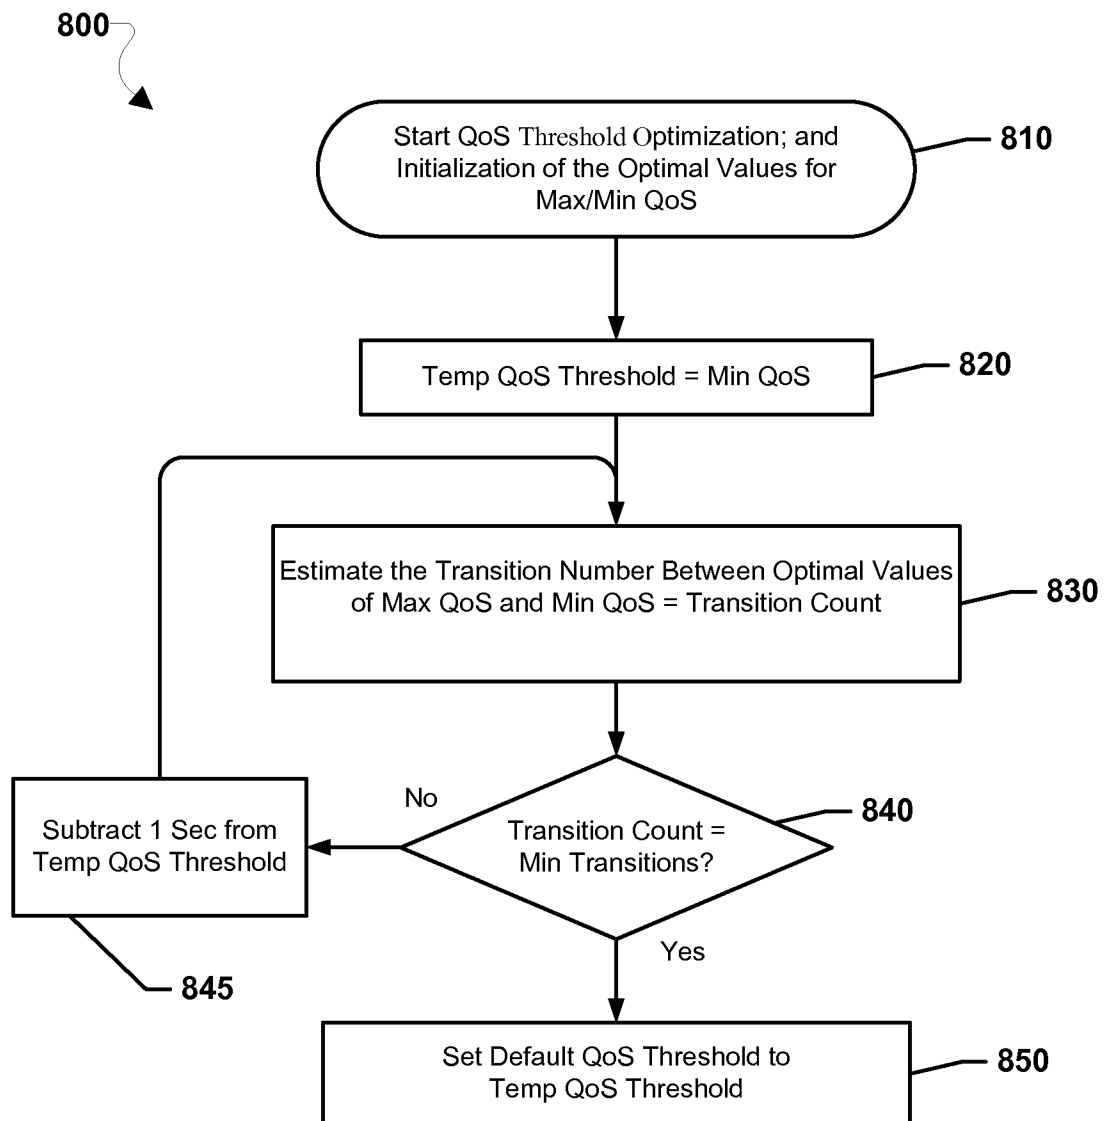 800
Start QoS Threshold Optimization; and
Initialization of the Optimal Values for
Max/Min QoS
810
Temp QoS Threshold = Min QoS
820
Estimate the Transition Number Between Optimal Values
of Max QoS and Min QoS = Transition Count
830
No
Transition Count =
Min Transitions?
840
Subtract 1 Sec from
Temp QoS Threshold
845
Yes
Set Default QoS Threshold to
Temp QoS Threshold
850